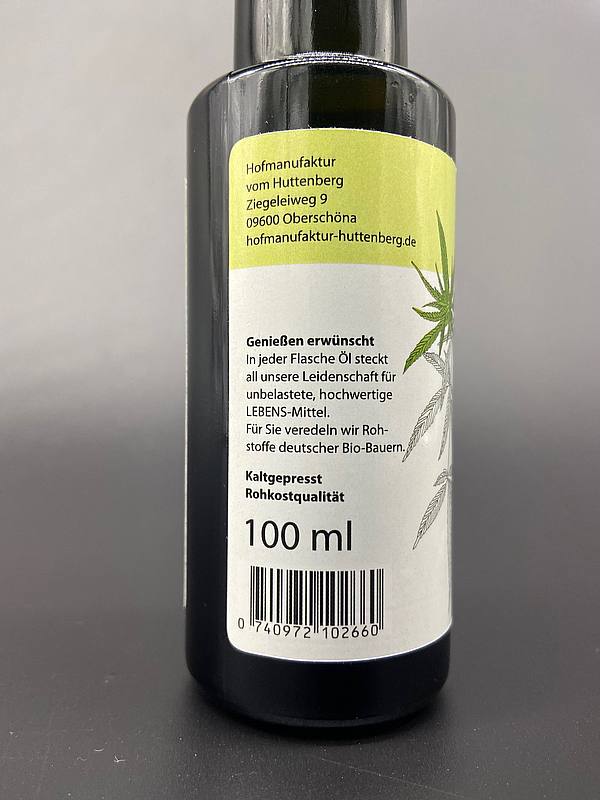 Hofmanufaktur
vom Huttenberg
Ziegeleiweg 9
09600 Oberschöna
hofmanufaktur-huttenberg.de
Genießen erwünscht
In jeder Flasche Öl steckt
all unsere Leidenschaft für
unbelastete, hochwertige
LEBENS-Mittel.
Für Sie veredeln wir Roh-
stoffe deutscher Bio-Bauern.
Kaltgepresst
Rohkostqualität
100 ml
0 740972 102660